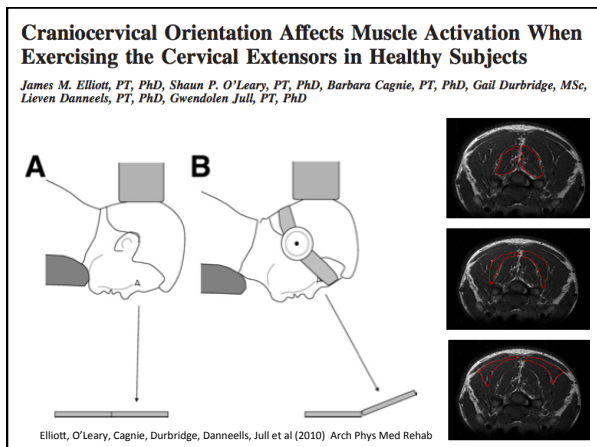 Craniocervical Orientation Affects Muscle Activation When
Exercising the Cervical Extensors in Healthy Subjects
James M. Elliott, PT, PhD, Shaun P. O'Leary, PT, PhD, Barbara Cagnie, PT, PhD, Gail Durbridge, MSc,
Lieven Danneels, PT, PhD, Gwendolen Jull, PT, PhD
A
B
Elliott, O'Leary, Cagnie, Durbridge, Danneells, Jull et al (2010) Arch Phys Med Rehab